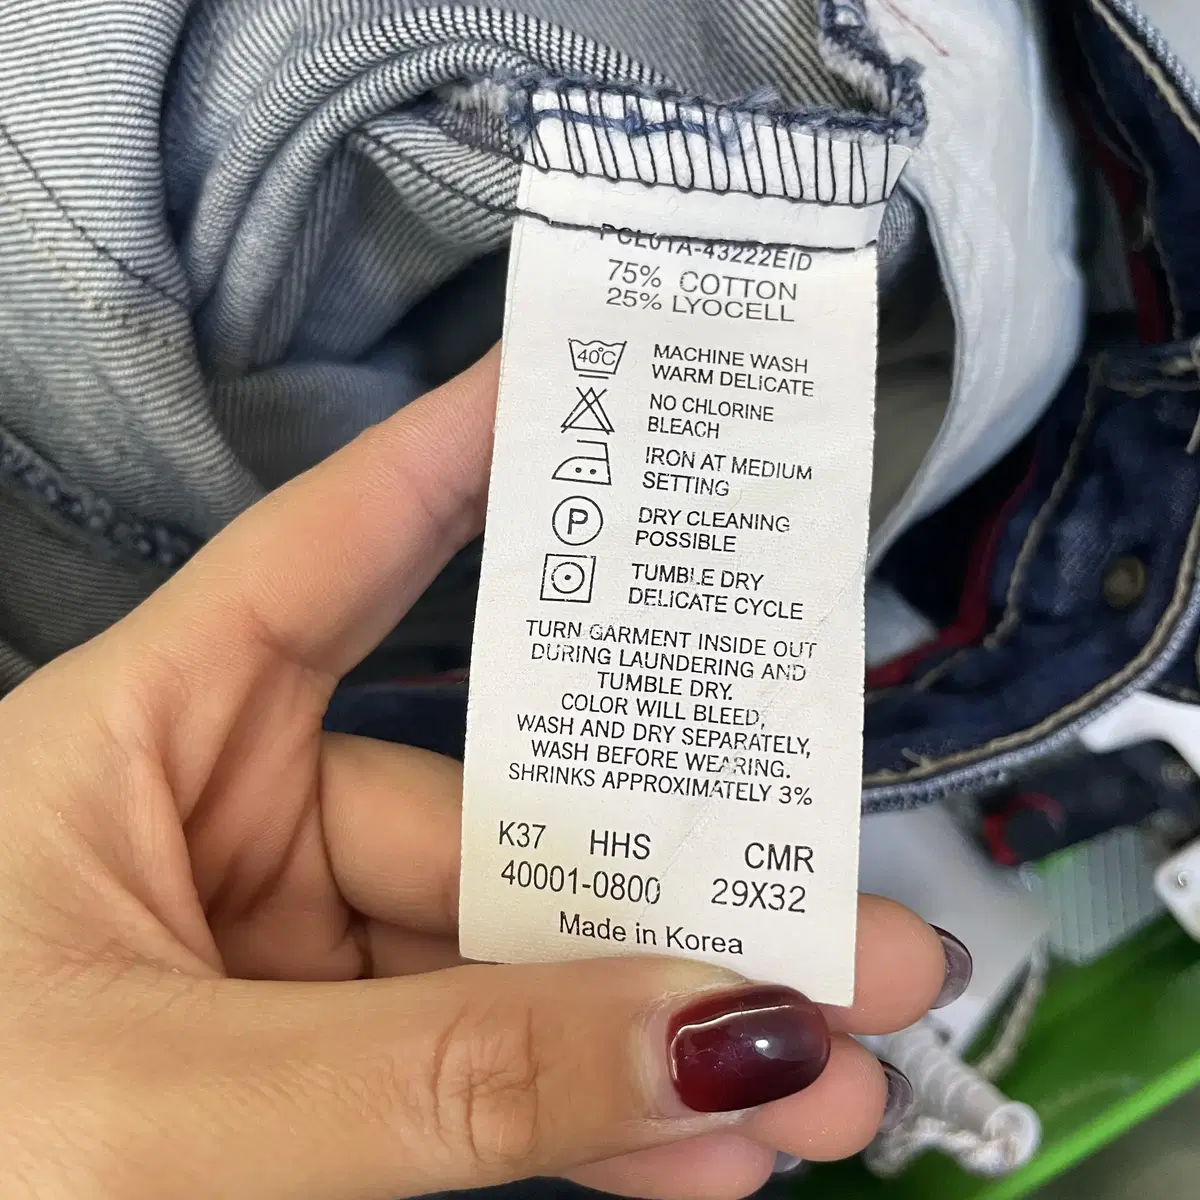 75% COTTON
25% LYOCELL
40°C
MACHINE WASH
WARM DELICATE
NO CHLORINE
BLEACH
IRON AT MEDIUM
SETTING
P
DRY CLEANING
POSSIBLE
TUMBLE DRY
DELICATE CYCLE
TURN GARMENT INSIDE OUT
DURING LAUNDERING AND
TUMBLE DRY.
COLOR WILL BLEED,
WASH AND DRY SEPARATELY,
WASH BEFORE WEARING.
SHRINKS APPROXIMATELY 3%
K37 HHS CMR
40001-0800 29X32
Made in Korea